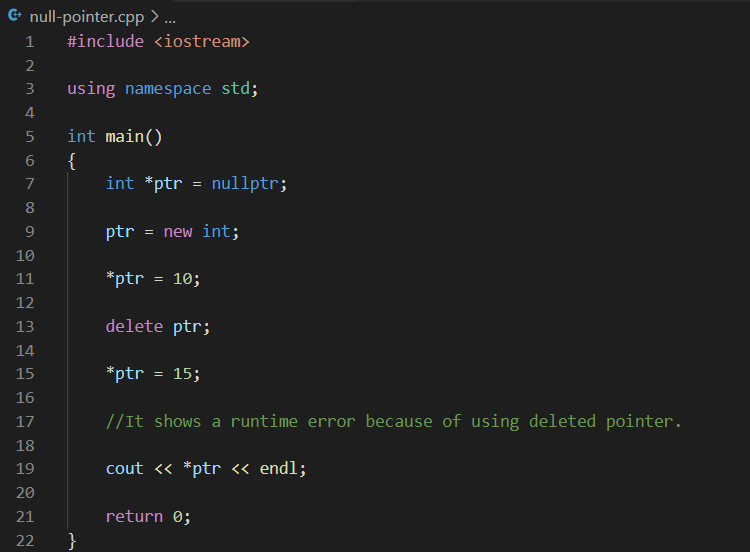 null-pointer.cpp > ...
1 #include <iostream>
2
3 using namespace std;
4
5 int main()
6 {
7 int *ptr = nullptr;
8
9 ptr = new int;
10
11 *ptr = 10;
12
13 delete ptr;
14
15 *ptr = 15;
16
17 //It shows a runtime error because of using deleted pointer.
18
19 cout << *ptr << endl;
20
21 return 0;
22 }